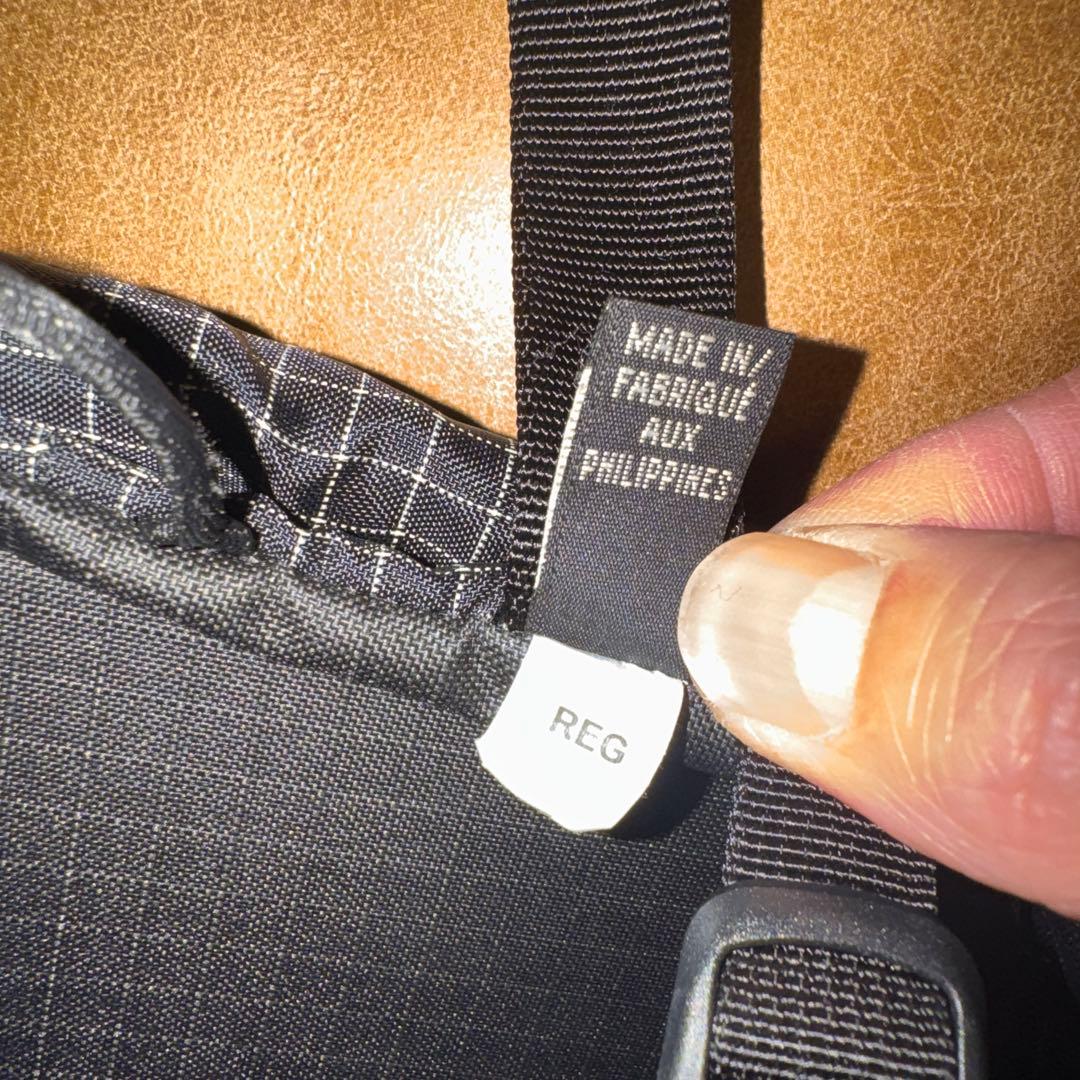 MADE IN/
FABRIQUÉ
AUX
PHILIPPINES
REG